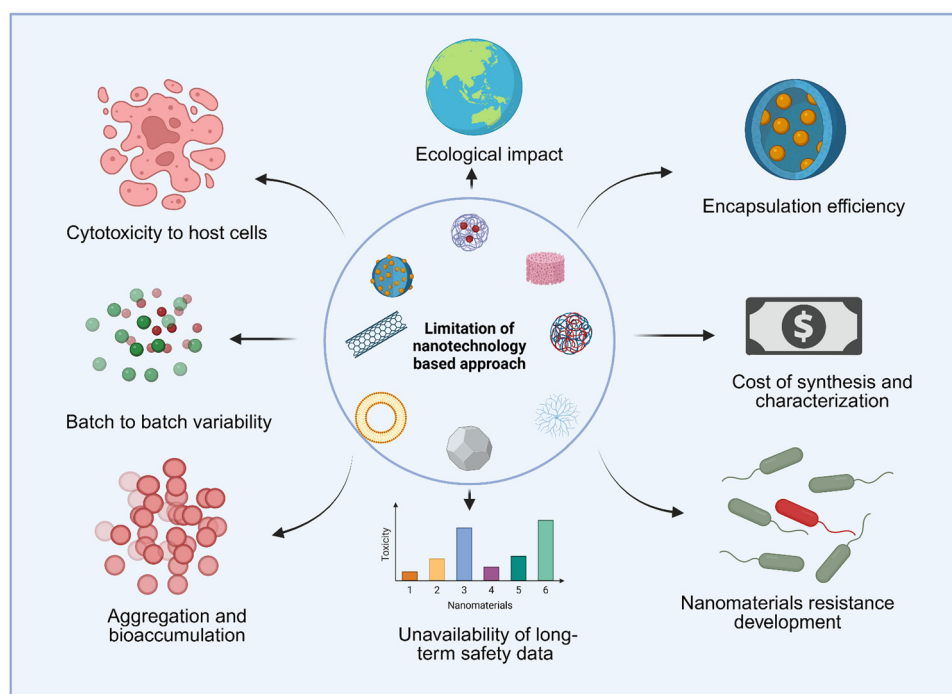 Ecological impact
Encapsulation efficiency
Cytotoxicity to host cells
Limitation of
nanotechnology
based approach
$
Cost of synthesis and
characterization
Batch to batch variability
Toxicity
1 2 3 4 5 6
Nanomaterials
Aggregation and
bioaccumulation
Unavailability of long-
term safety data
Nanomaterials resistance
development